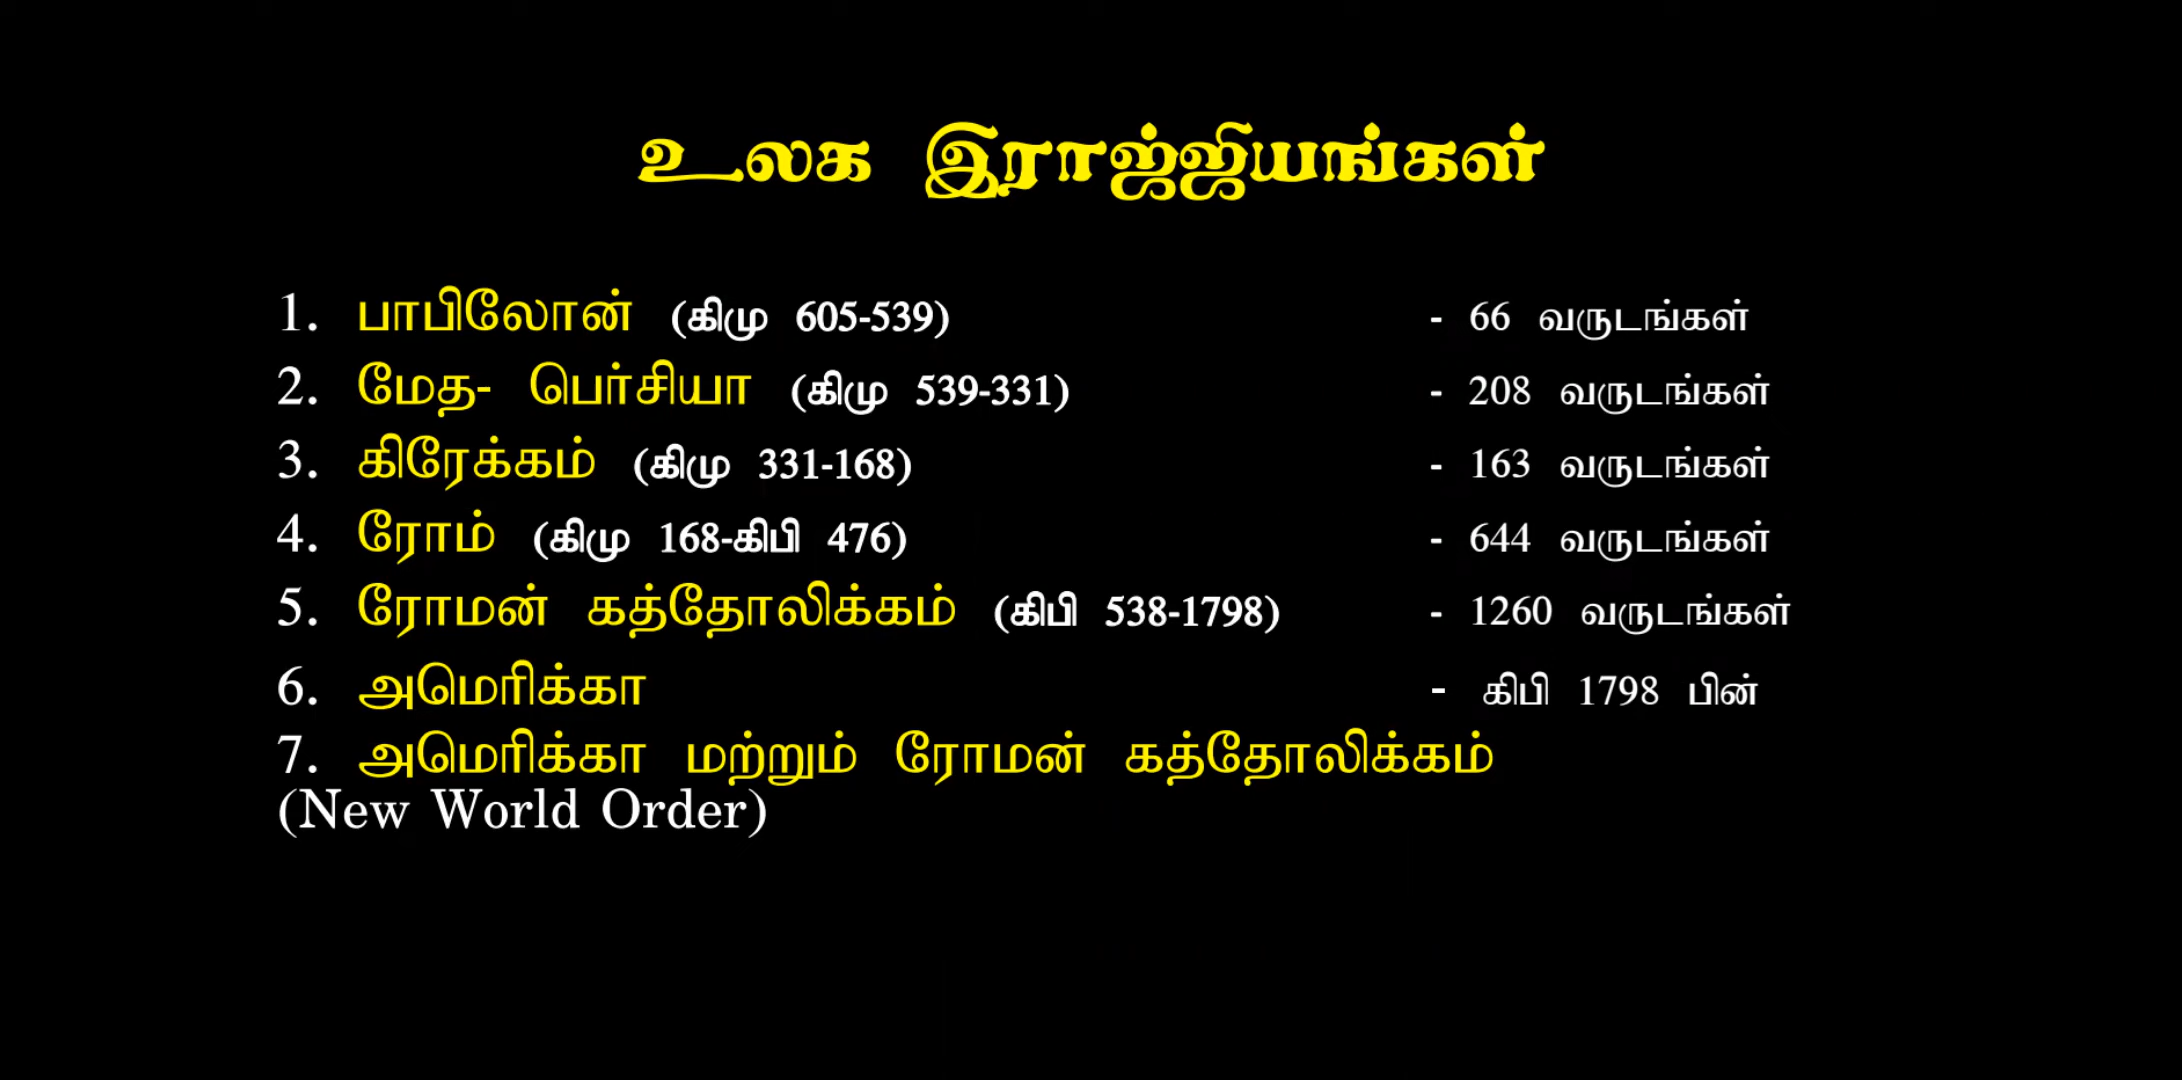 உலக இராஜ்ஜியங்கள்
1. பாபிலோன் (கிமு 605-539) - 66 வருடங்கள்
2. மேத- பெர்சியா (கிமு 539-331) - 208 வருடங்கள்
3. கிரேக்கம் (கிமு 331-168) - 163 வருடங்கள்
4. ரோம் (கிமு 168-கிபி 476) - 644 வருடங்கள்
5. ரோமன் கத்தோலிக்கம் (கிபி 538-1798) - 1260 வருடங்கள்
6. அமெரிக்கா - கிபி 1798 பின்
7. அமெரிக்கா மற்றும் ரோமன் கத்தோலிக்கம்
(New World Order)